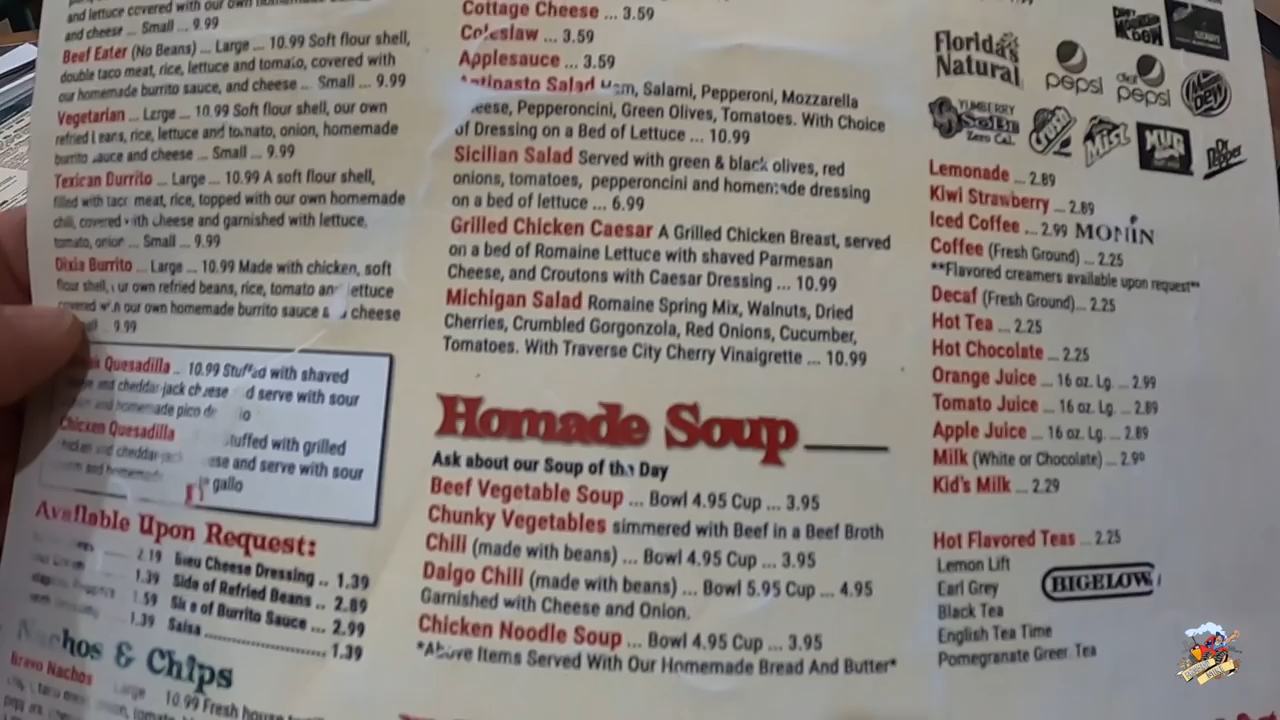 and lettuce covered with our own homemade
and cheese ... Small ... 9.99
Beef Eater (No Beans) ... Large ... 10.99 Soft flour shell,
double taco meat, rice, lettuce and tomato, covered with
our homemade burrito sauce, and cheese ... Small ... 9.99
Vegetarian ... Large ... 10.99 Soft flour shell, our own
refried beans, rice, lettuce and tomato, onion, homemade
burrito sauce and cheese ... Small ... 9.99
Texican Burrito ... Large ... 10.99 A soft flour shell,
filled with taco meat, rice, topped with our own homemade
chili, covered with cheese and garnished with lettuce,
tomato, onion ... Small ... 9.99
Dixia Burrito ... Large ... 10.99 Made with chicken, soft
flour shell, our own refried beans, rice, tomato and lettuce
covered with our own homemade burrito sauce & cheese
9.99
Quesadilla .. 10.99 Stuffed with shaved
and cheddar-jack cheese d serve with sour
and homemade pico de
Chicken Quesadilla stuffed with grilled
chicken and cheddar-jack and serve with sour
and homemade gallo
Available Upon Request:
2.19
1.39
1.59
1.39
Bleu Cheese Dressing .. 1.39
Side of Refried Beans .. 2.89
Side of Burrito Sauce ... 2.99
Salsa ... 1.39
Nachos & Chips
Bravo Nachos Large 10.99 Fresh house
Cottage Cheese ... 3.59
Coleslaw ... 3.59
Applesauce ... 3.59
Antipasto Salad Ham, Salami, Pepperoni, Mozzarella
Cheese, Pepperoncini, Green Olives, Tomatoes. With Choice
of Dressing on a Bed of Lettuce ... 10.99
Sicilian Salad Served with green & black olives, red
onions, tomatoes, pepperoncini and homemade dressing
on a bed of lettuce ... 6.99
Grilled Chicken Caesar A Grilled Chicken Breast, served
on a bed of Romaine Lettuce with shaved Parmesan
Cheese, and Croutons with Caesar Dressing ... 10.99
Michigan Salad Romaine Spring Mix, Walnuts, Dried
Cherries, Crumbled Gorgonzola, Red Onions, Cucumber,
Tomatoes. With Traverse City Cherry Vinaigrette ... 10.99
Homade Soup
Ask about our Soup of the Day
Beef Vegetable Soup ... Bowl 4.95 Cup ... 3.95
Chunky Vegetables simmered with Beef in a Beef Broth
Chili (made with beans) ... Bowl 4.95 Cup ... 3.95
Dalgo Chili (made with beans) ... Bowl 5.95 Cup ... 4.95
Garnished with Cheese and Onion.
Chicken Noodle Soup ... Bowl 4.95 Cup ... 3.95
*Above Items Served With Our Homemade Bread And Butter*
Diet Mountain Dew
Florida's Natural
pepsi
diet pepsi
Mtn Dew
Yumberry
SoBe
Zero Cal.
Crush
Mist
MUG
Dr Pepper
Lemonade ... 2.89
Kiwi Strawberry ... 2.89
Iced Coffee ... 2.99 MONIN
Coffee (Fresh Ground) ... 2.25
**Flavored creamers available upon request**
Decaf (Fresh Ground)... 2.25
Hot Tea ... 2.25
Hot Chocolate ... 2.25
Orange Juice ... 16 oz. Lg. ... 2.99
Tomato Juice ... 16 oz. Lg. ... 2.89
Apple Juice ... 16 oz. Lg. ... 2.89
Milk (White or Chocolate) ... 2.99
Kid's Milk ... 2.29
Hot Flavored Teas ... 2.25
Lemon Lift
Earl Grey
Black Tea
English Tea Time
Pomegranate Green Tea
BIGELOW